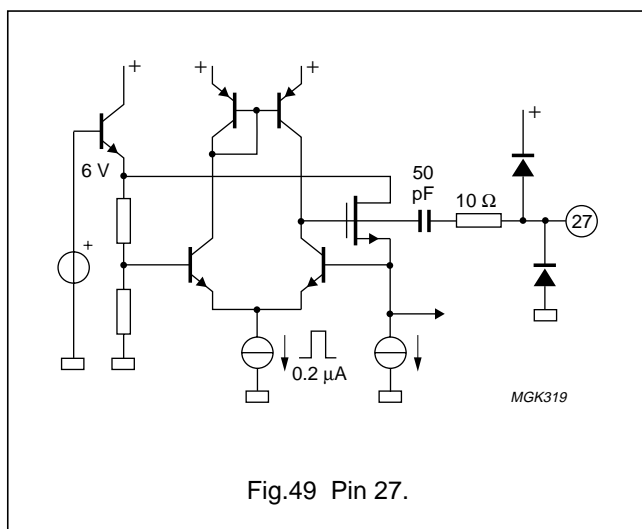 + + +
+
6 V
50
pF
10 Ω
27
+
0.2 μA
MGK319
Fig.49 Pin 27.